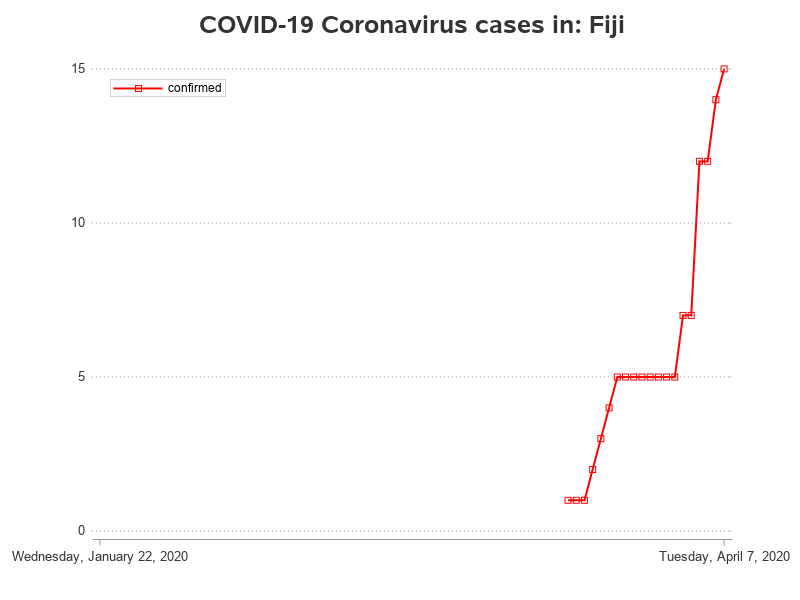 COVID-19 Coronavirus cases in: Fiji
15
confirmed
10
5
0
Wednesday, January 22, 2020
Tuesday, April 7, 2020